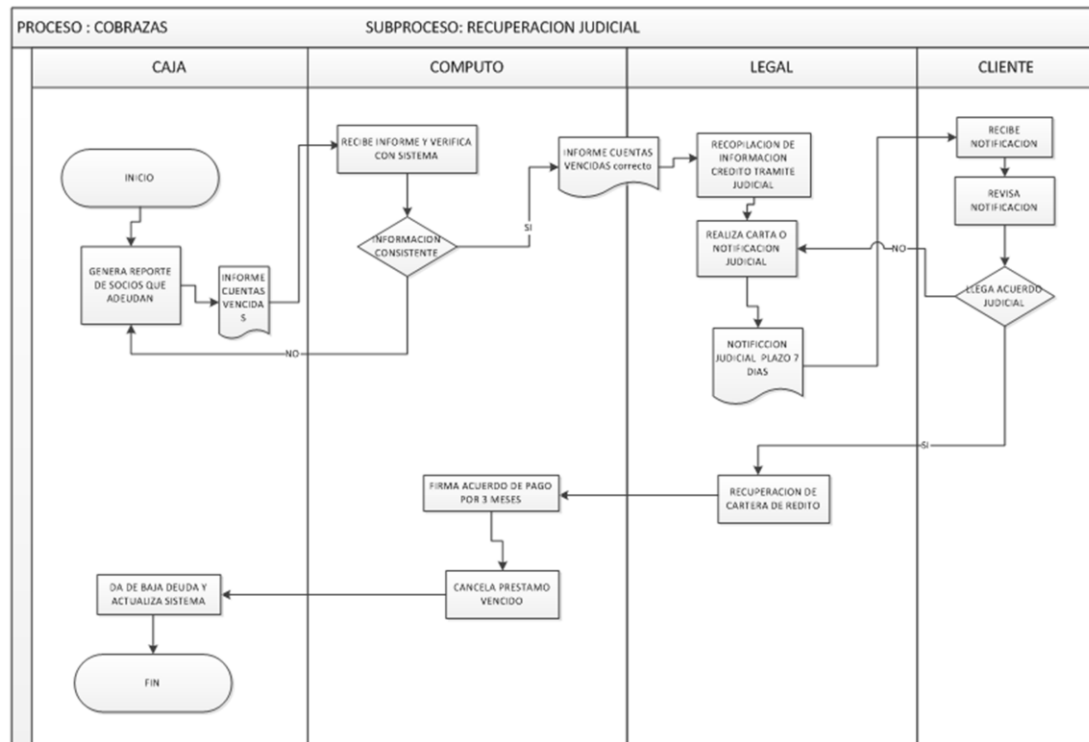 PROCESO : COBRAZAS
SUBPROCESO: RECUPERACION JUDICIAL
CAJA
COMPUTO
LEGAL
CLIENTE
INICIO
GENERA REPORTE
DE SOCIOS QUE
ADEUDAN
INFORME
CUENTAS
VENCIDA
S
RECIBE INFORME Y VERIFICA
CON SISTEMA
INFORMACION
CONSISTENTE
NO
SI
INFORME CUENTAS
VENCIDAS correcto
RECOPILACION DE
INFORMACION
CREDITO TRAMITE
JUDICIAL
REALIZA CARTA O
NOTIFICACION
JUDICIAL
NOTIFICCION
JUDICIAL PLAZO 7
DIAS
RECIBE
NOTIFICACION
REVISA
NOTIFICACION
LLEGA ACUERDO
JUDICIAL
NO
SI
RECUPERACION DE
CARTERA DE REDITO
FIRMA ACUERDO DE PAGO
POR 3 MESES
CANCELA PRESTAMO
VENCIDO
DA DE BAJA DEUDA Y
ACTUALIZA SISTEMA
FIN